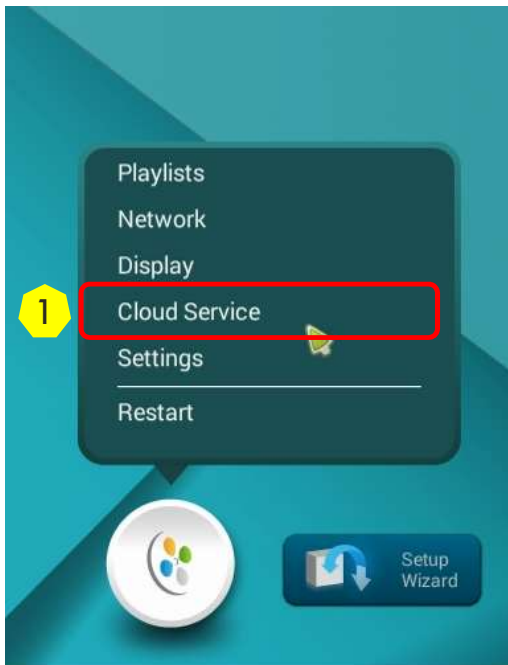 Playlists
Network
Display
1
Cloud Service
Settings
Restart
Setup
Wizard